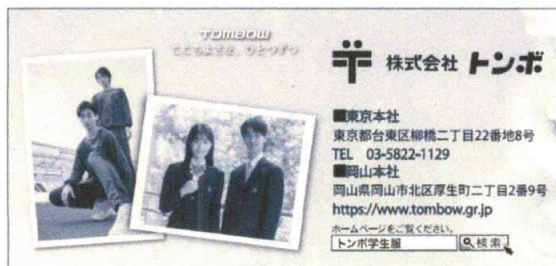 TOMBOW
ここちよさを、ひとつずつ
株式会社 トンボ
■東京本社
東京都台東区柳橋二丁目22番地8号
TEL 03-5822-1129
■岡山本社
岡山県岡山市北区厚生町二丁目2番9号
https://www.tombow.gr.jp
ホームページをご覧ください。
トンボ学生服 検索